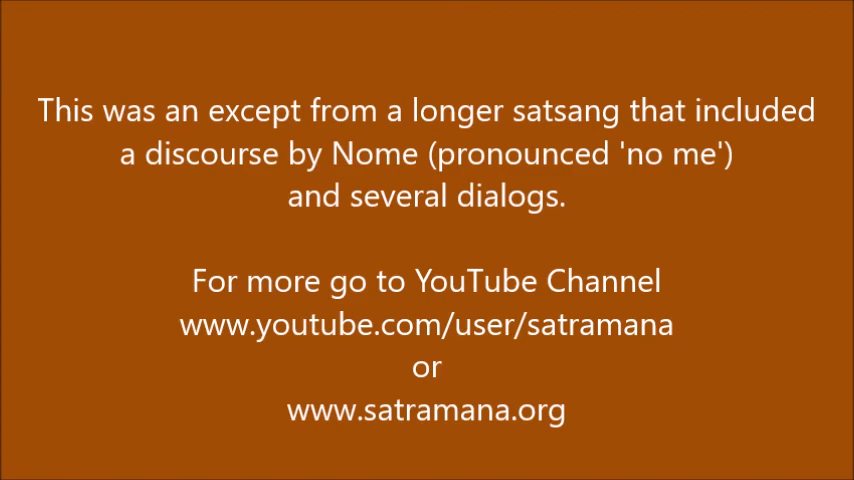 This was an except from a longer satsang that included
a discourse by Nome (pronounced 'no me')
and several dialogs.
For more go to YouTube Channel
www.youtube.com/user/satramana
or
www.satramana.org